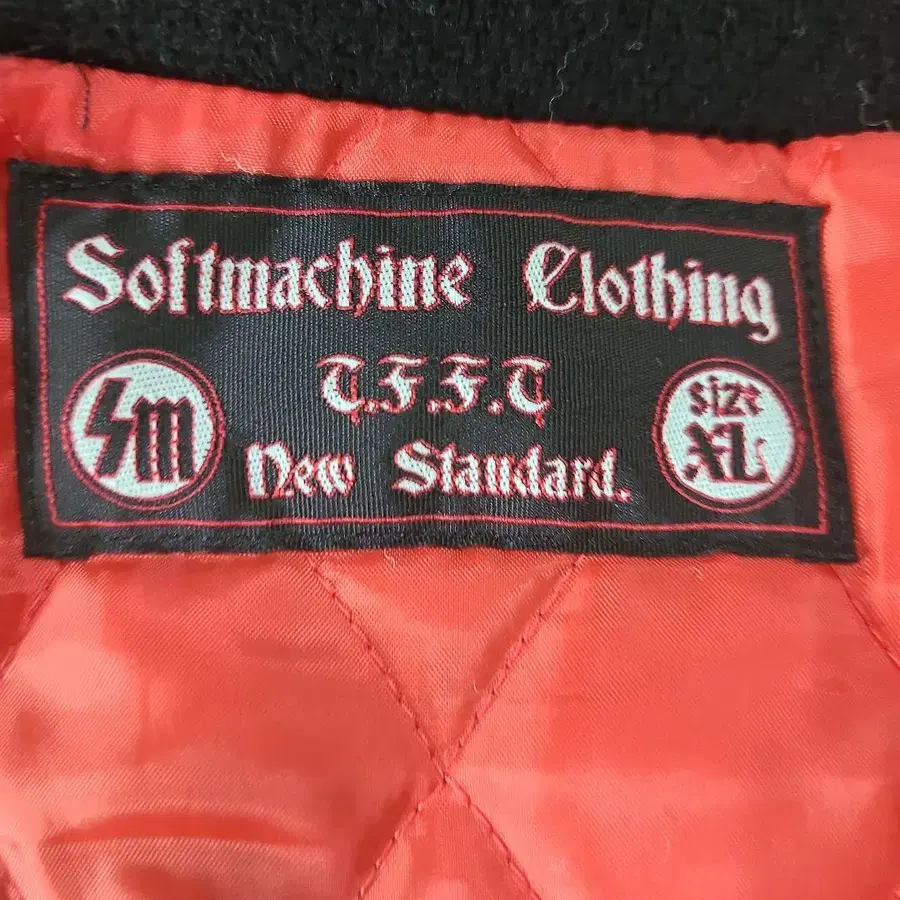 Softmachine Clothing
T.F.F.T
SM
New Standard.
SIZE
XL